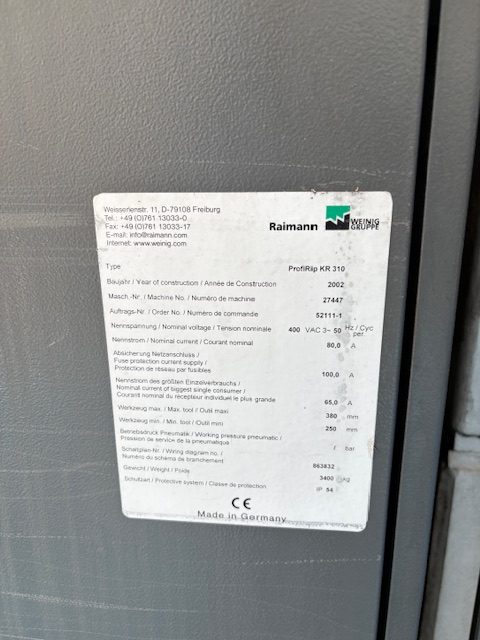 Weisserlenstr. 11, D-79108 Freiburg
Tel.: +49 (O)761 13033-0
Fax: +49 (O)761 13033-17
E-mail: info@raimann.com
Internet: www.weinig.com
Raimann
WEINIG
GRUPPE
Type ProfiRip KR 310
Baujahr / Year of construction / Année de Construction 2002
Masch.-Nr. / Machine No. / Numéro de machine 27447
Auftrags-Nr. / Order No. / Numéro de commande 52111-1
Nennspannung / Nominal voltage / Tension nominale 400 VAC 3~ 50 Hz / Cyc per.
Nennstrom / Nominal current / Courant nominal 80,0 A
Absicherung Netzanschluss /
Fuse protection current supply /
Protection de réseau par fusibles 100,0 A
Nennstrom des größten Einzelverbrauchs /
Nominal current of biggest single consumer /
Courant nominal du récepteur individuel le plus grande 65,0 A
Werkzeug max. / Max. tool / Outil maxi 380 mm
Werkzeug min. / Min. tool / Outil mini 250 mm
Betriebsdruck Pneumatik / Working pressure pneumatic /
Pression de service de la pneumatique / bar
Schaltplan-Nr. / Wiring diagram no. /
Numéro du schéma de branchement 863832
Gewicht / Weight / Poids 3400 kg
Schutzart / Protective system / Classe de protection IP 54
CE
Made in Germany